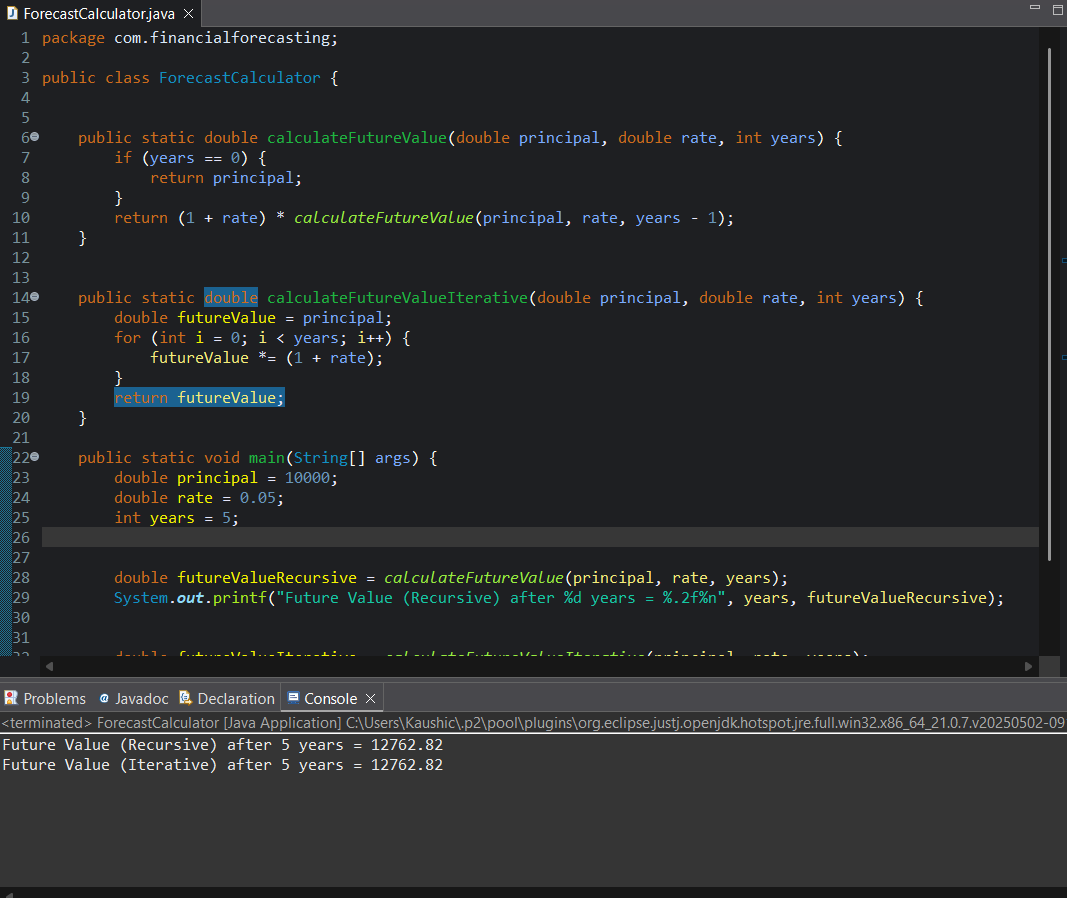 ForecastCalculator.java
1 package com.financialforecasting;
2
3 public class ForecastCalculator {
4
5
6     public static double calculateFutureValue(double principal, double rate, int years) {
7         if (years == 0) {
8             return principal;
9         }
10         return (1 + rate) * calculateFutureValue(principal, rate, years - 1);
11     }
12
13
14     public static double calculateFutureValueIterative(double principal, double rate, int years) {
15         double futureValue = principal;
16         for (int i = 0; i < years; i++) {
17             futureValue *= (1 + rate);
18         }
19         return futureValue;
20     }
21
22     public static void main(String[] args) {
23         double principal = 10000;
24         double rate = 0.05;
25         int years = 5;
26
27
28         double futureValueRecursive = calculateFutureValue(principal, rate, years);
29         System.out.printf("Future Value (Recursive) after %d years = %.2f%n", years, futureValueRecursive);
30
31
32         double futureValueIterative = calculateFutureValueIterative(principal, rate, years);
Problems @ Javadoc Declaration Console
<terminated> ForecastCalculator [Java Application] C:\Users\Kaushic\.p2\pool\plugins\org.eclipse.justj.openjdk.hotspot.jre.full.win32.x86_64_21.0.7.v20250502-09
Future Value (Recursive) after 5 years = 12762.82
Future Value (Iterative) after 5 years = 12762.82